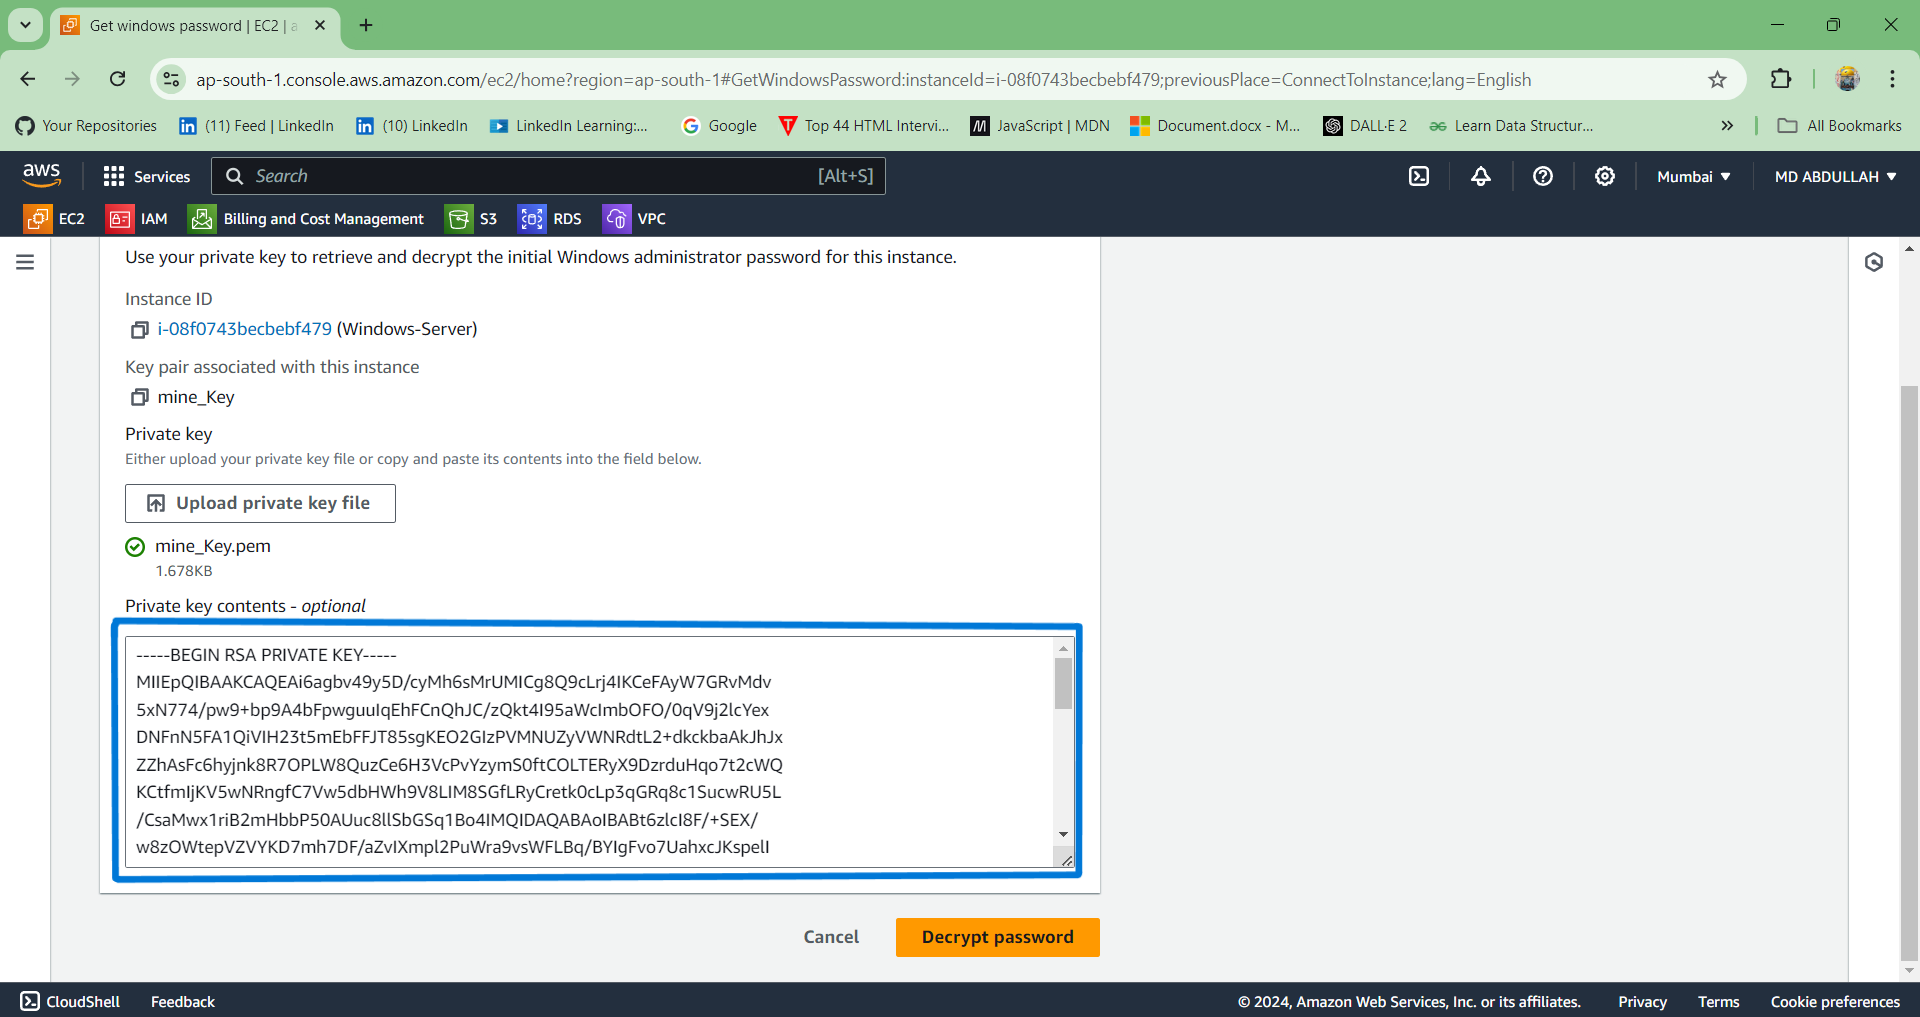 Get windows password | EC2 | a
ap-south-1.console.aws.amazon.com/ec2/home?region=ap-south-1#GetWindowsPassword:instanceId=i-08f0743becbebf479;previousPlace=ConnectToInstance;lang=English
Your Repositories
(11) Feed | LinkedIn
(10) LinkedIn
LinkedIn Learning:...
Google
Top 44 HTML Intervi...
JavaScript | MDN
Document.docx - M...
DALL·E 2
Learn Data Structur...
All Bookmarks
aws
Services
Search
[Alt+S]
Mumbai
MD ABDULLAH
EC2
IAM
Billing and Cost Management
S3
RDS
VPC
Use your private key to retrieve and decrypt the initial Windows administrator password for this instance.
Instance ID
i-08f0743becbebf479 (Windows-Server)
Key pair associated with this instance
mine_Key
Private key
Either upload your private key file or copy and paste its contents into the field below.
Upload private key file
mine_Key.pem
1.678KB
Private key contents - optional
-----BEGIN RSA PRIVATE KEY-----
MIIEpQIBAAKCAQEAi6agbv49y5D/cyMh6sMrUMICg8Q9cLrj4IKCeFAyW7GRvMdv
5xN774/pw9+bp9A4bFpwguuIqEhFCnQhJC/zQkt4I95aWcImbOFO/0qV9j2lcYex
DNFnN5FA1QiVIH23t5mEbFFJT85sgKEO2GIzPVMNUZyVWNRdtL2+dkckbaAkJhJx
ZZhAsFc6hyjnk8R7OPLW8QuzCe6H3VcPvYzymS0ftCOLTERyX9DzrduHqo7t2cWQ
KCtfmIjKV5wNRngfC7Vw5dbHWh9V8LIM8SGfLRyCretk0cLp3qGRq8c1SucwRU5L
/CsaMwx1riB2mHbbP50AUuc8llSbGSq1Bo4IMQIDAQABAoIBABt6zlcI8F/+SEX/
w8zOWtepVZVYKD7mh7DF/aZvIXmpl2PuWra9vsWFLBq/BYIgFvo7UahxcJKspelI
Cancel
Decrypt password
CloudShell
Feedback
© 2024, Amazon Web Services, Inc. or its affiliates.
Privacy
Terms
Cookie preferences